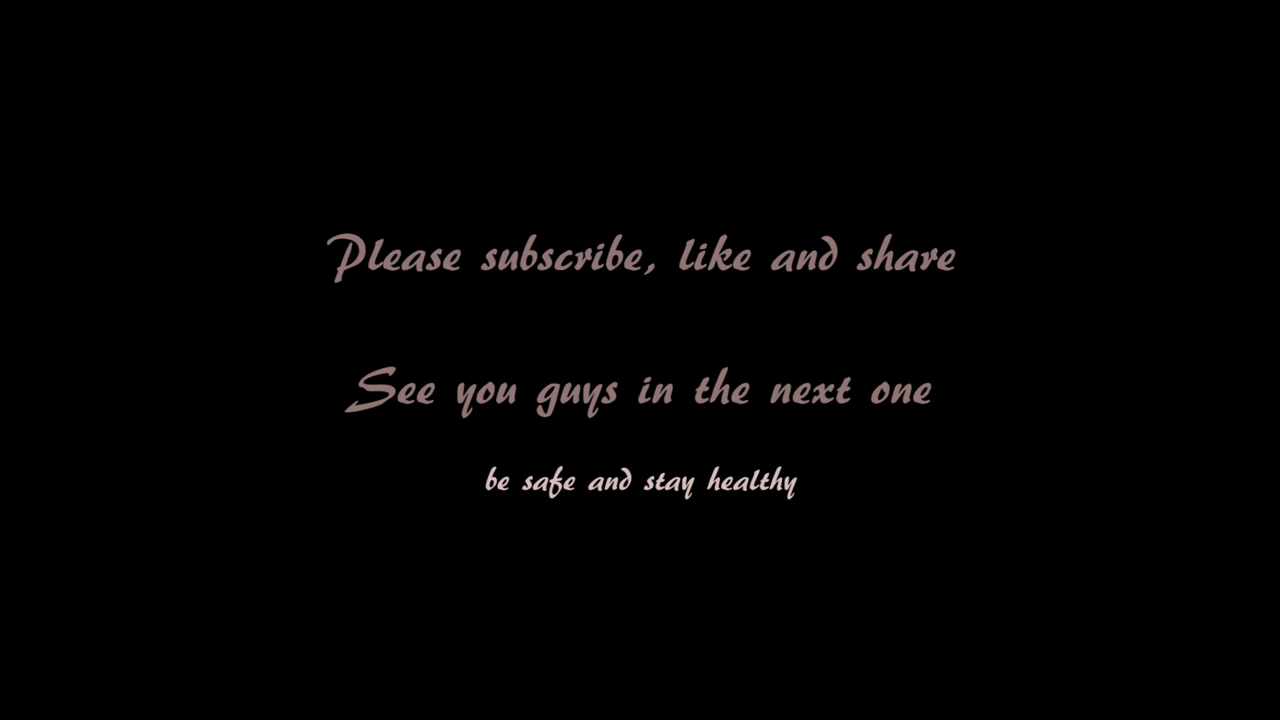 Please subscribe, like and share
See you guys in the next one
be safe and stay healthy